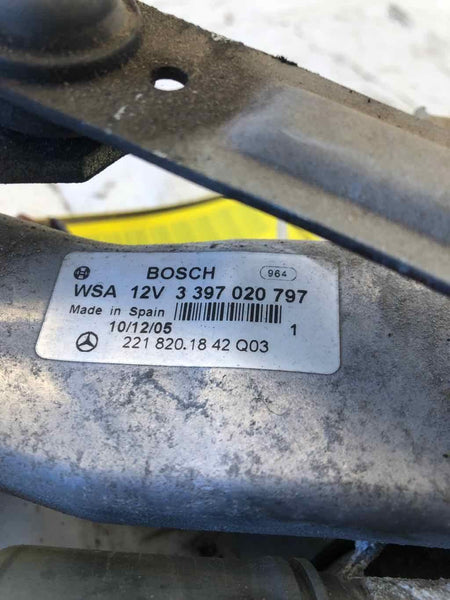 BOSCH 964
WSA 12V 3 397 020 797
Made in Spain
10/12/05 1
221 820.18 42 Q03